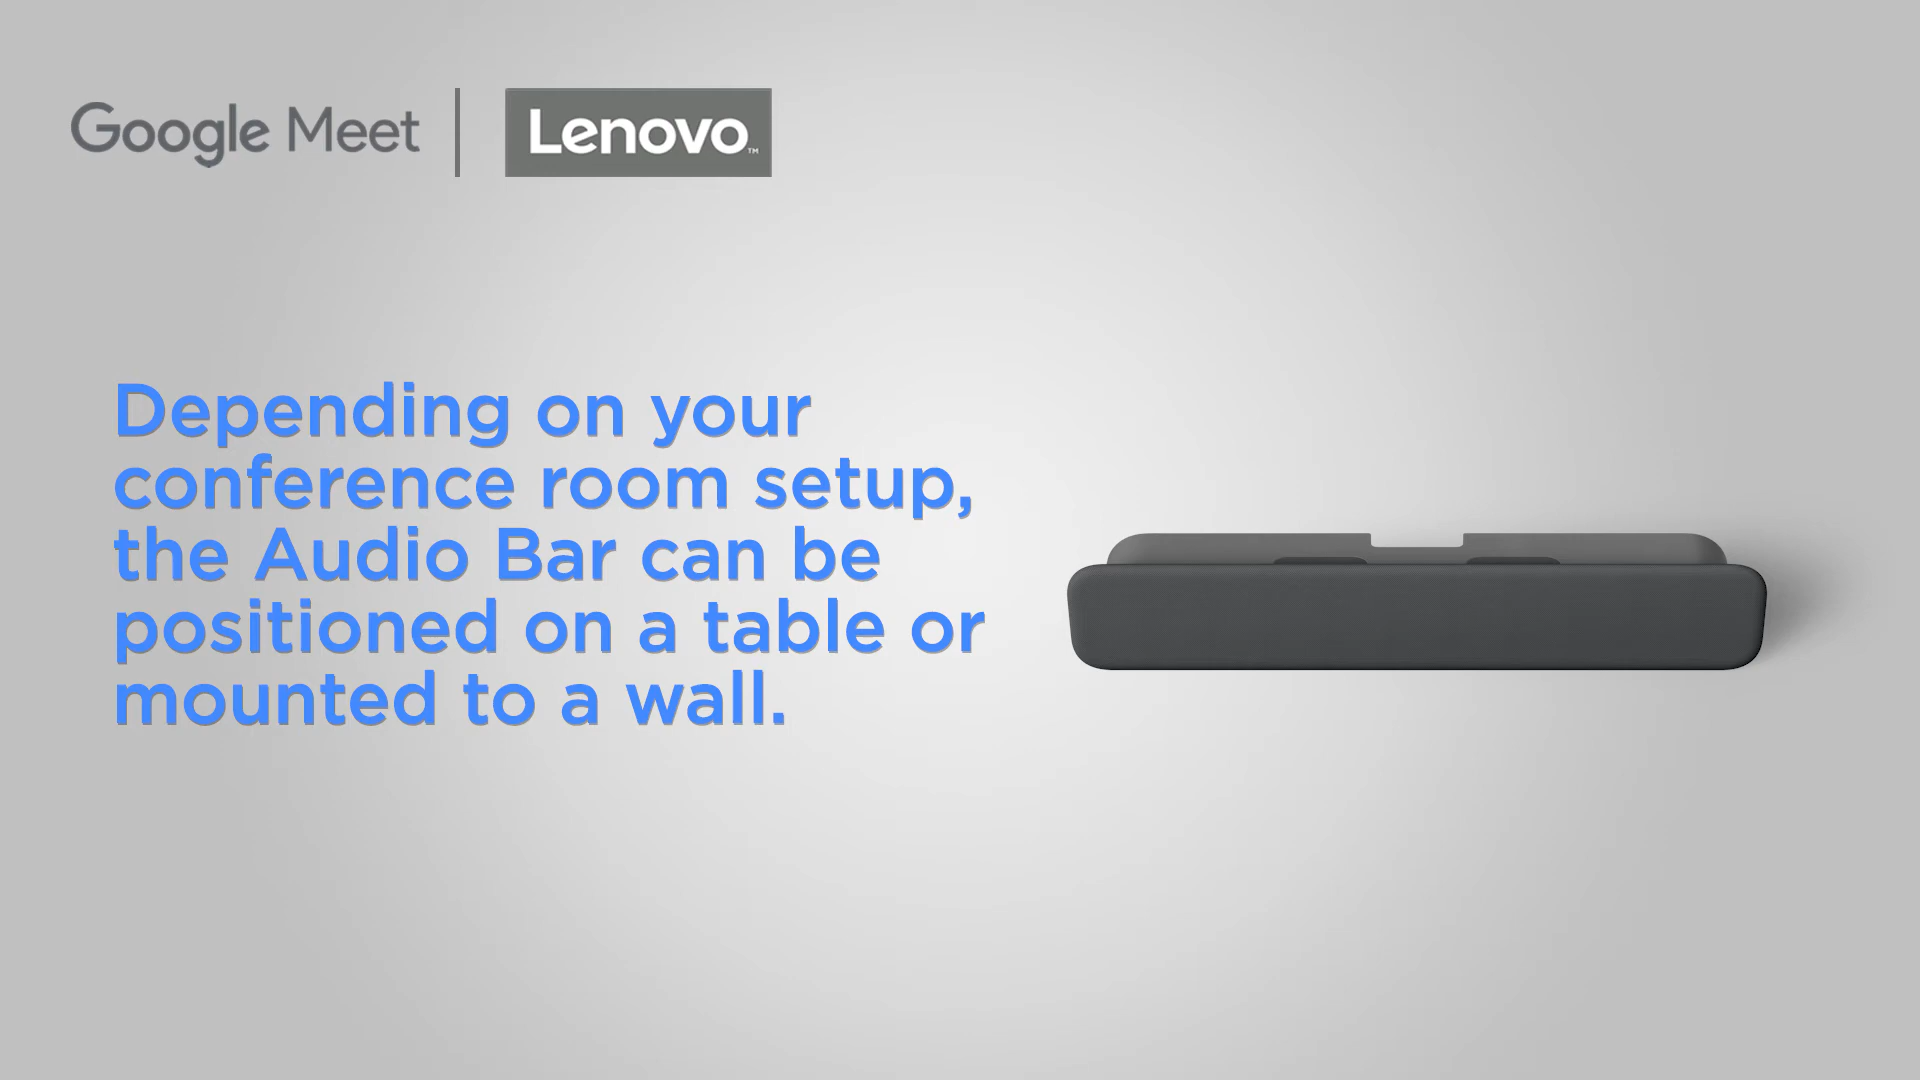 Google Meet
Lenovo™
Depending on your
conference room setup,
the Audio Bar can be
positioned on a table or
mounted to a wall.